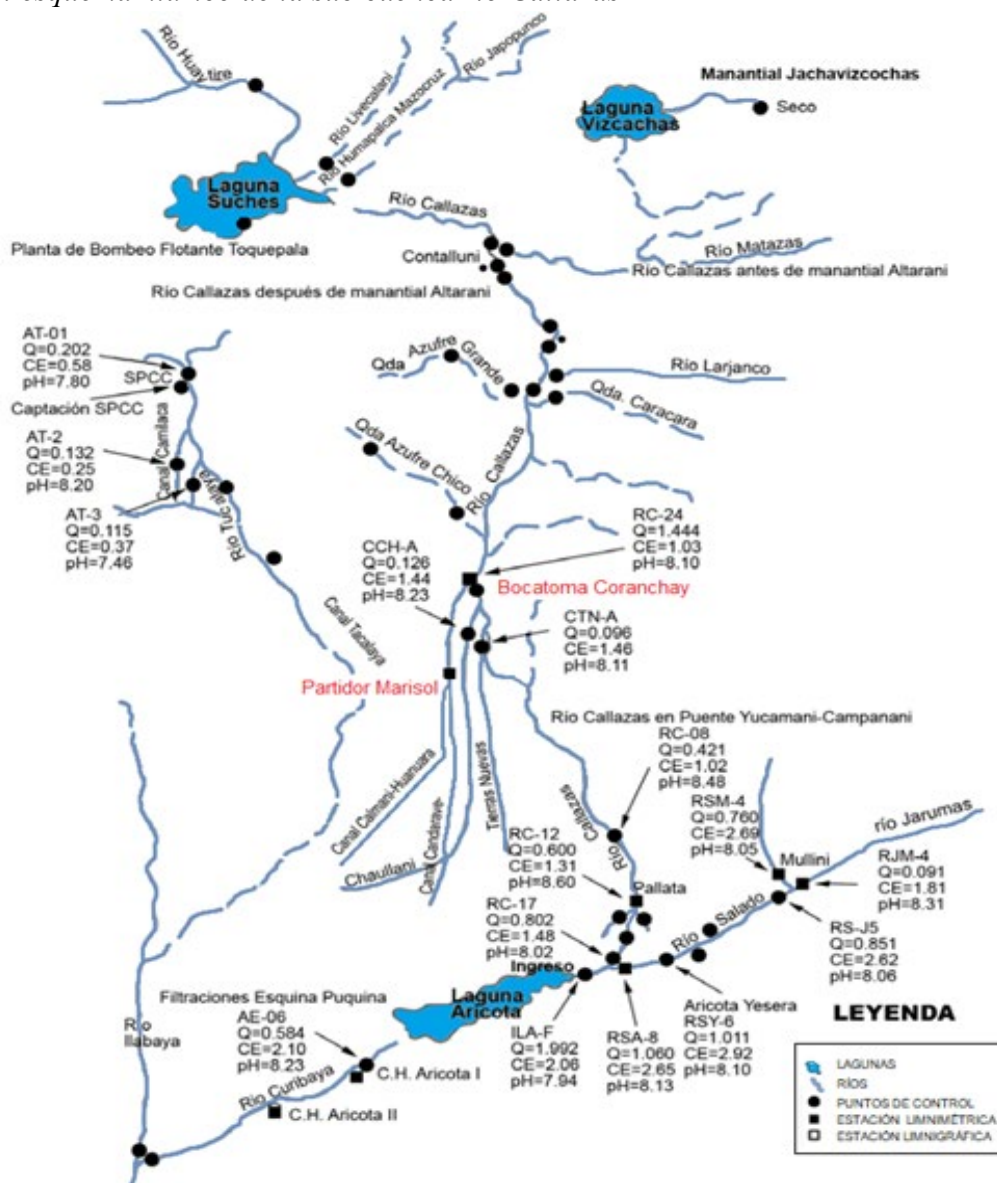 Río Huaytire
Río Livecalani
Río Humapalca Mazocruz
Río Japopunco
Manantial Jachavizcochas
Laguna
Vizcachas
Seco
Laguna
Suches
Planta de Bombeo Flotante Toquepala
Río Callazas
Contalluni
Río Matazas
Río Callazas antes de manantial Altarani
Río Callazas después de manantial Altarani
AT-01
Q=0.202
CE=0.58
pH=7.80
SPCC
Captación SPCC
Qda Azufre Grande
Río Larjanco
Qda. Caracara
AT-2
Q=0.132
CE=0.25
pH=8.20
Canal Camilaca
Qda Azufre Chico
Río Callazas
AT-3
Q=0.115
CE=0.37
pH=7.46
Río Tucalaya
RC-24
Q=1.444
CE=1.03
pH=8.10
CCH-A
Q=0.126
CE=1.44
pH=8.23
Bocatoma Coranchay
CTN-A
Q=0.096
CE=1.46
pH=8.11
Canal Tacalaya
Partidor Marisol
Río Callazas en Puente Yucamani-Campanani
RC-08
Q=0.421
CE=1.02
pH=8.48
Canal Calmani-Huanuara
Chaullani
Canal Candarave-
Tierras Nuevas
Río Callazas
RSM-4
Q=0.760
CE=2.69
pH=8.05
río Jarumas
Mullini
RJM-4
Q=0.091
CE=1.81
pH=8.31
RC-12
Q=0.600
CE=1.31
pH=8.60
Pallata
RC-17
Q=0.802
CE=1.48
pH=8.02
Río Salado
RS-J5
Q=0.851
CE=2.62
pH=8.06
Ingreso
Laguna
Aricota
Filtraciones Esquina Puquina
AE-06
Q=0.584
CE=2.10
pH=8.23
Río
Ilabaya
ILA-F
Q=1.992
CE=2.06
pH=7.94
RSA-8
Q=1.060
CE=2.65
pH=8.13
Aricota Yesera
RSY-6
Q=1.011
CE=2.92
pH=8.10
C.H. Aricota I
Río Curibaya
C.H. Aricota II
LEYENDA
LAGUNAS
RÍOS
PUNTOS DE CONTROL
ESTACIÓN LIMNIMÉTRICA
ESTACIÓN LIMNIGRÁFICA